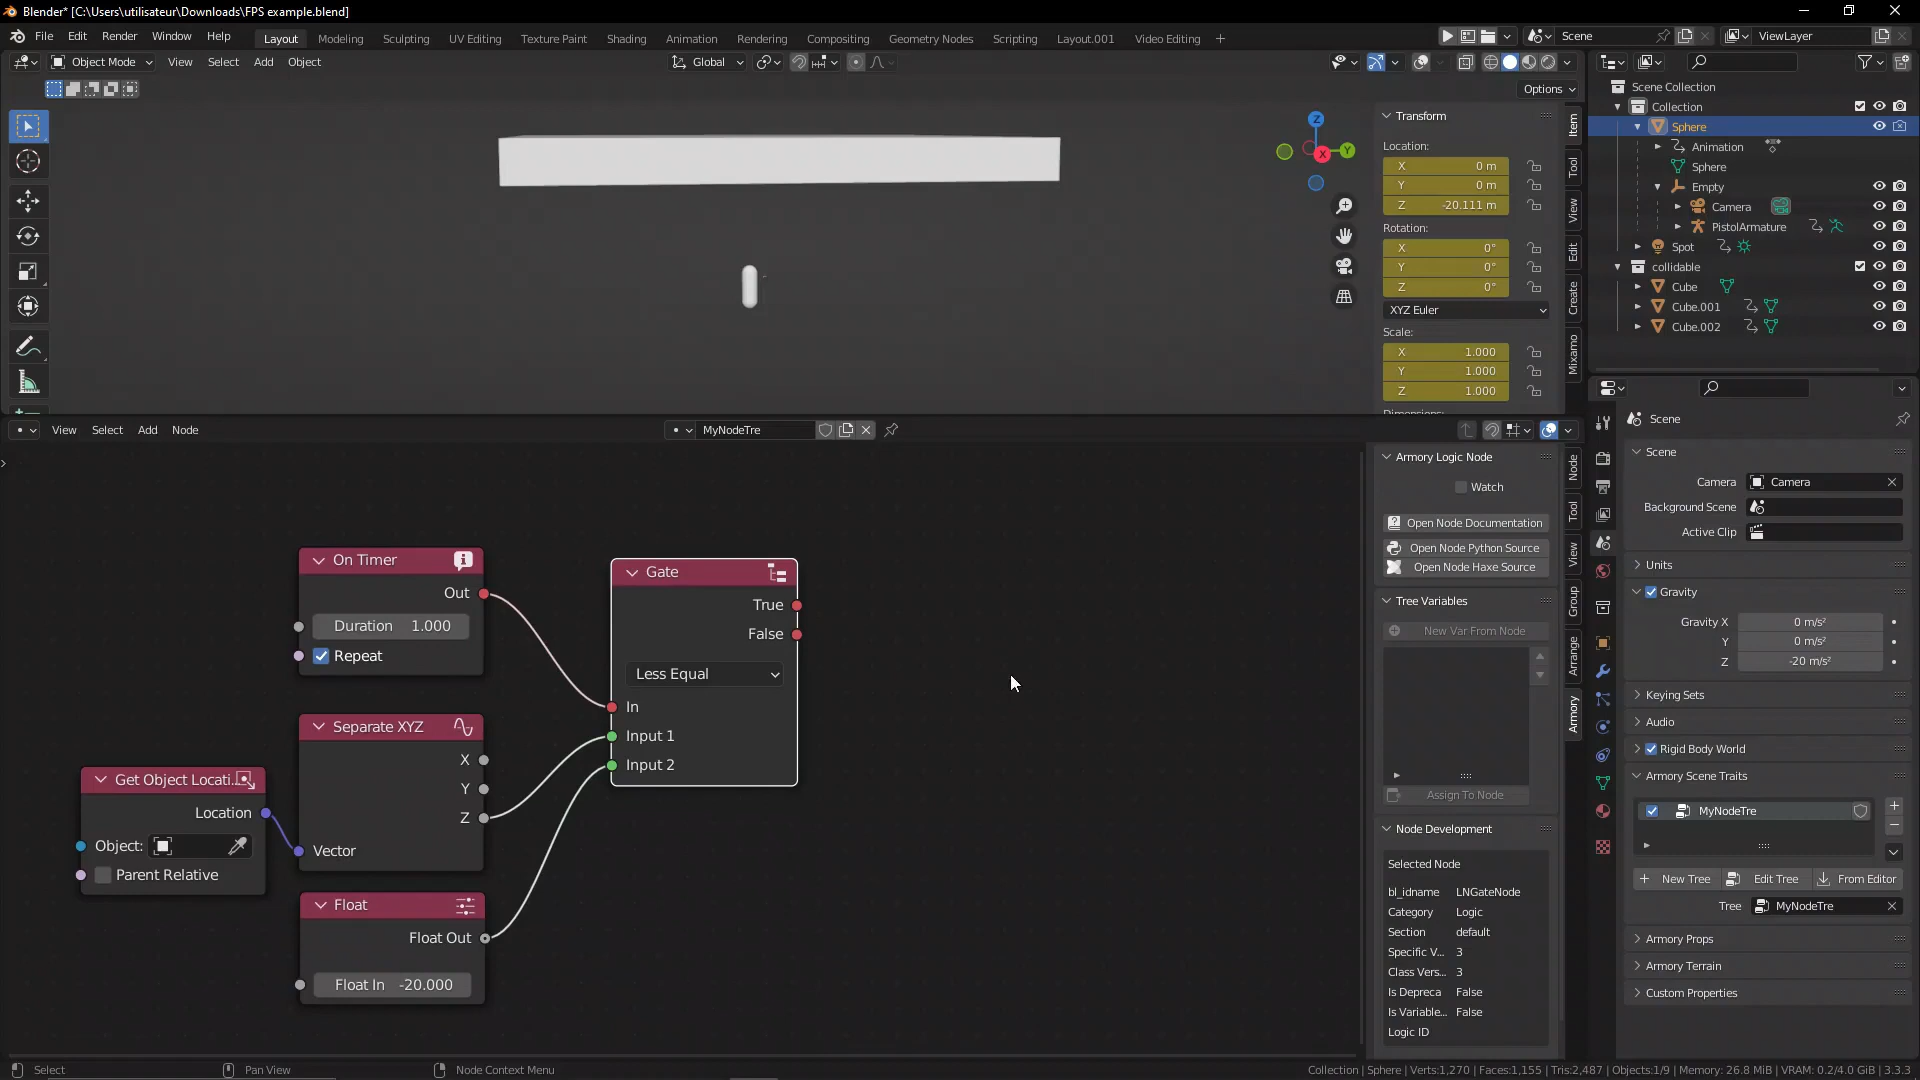 Blender* [C:\Users\utilisateur\Downloads\FPS example.blend]
File Edit Render Window Help Layout Modeling Sculpting UV Editing Texture Paint Shading Animation Rendering Compositing Geometry Nodes Scripting Layout.001 Video Editing + Scene ViewLayer
Object Mode View Select Add Object Global
Options
Transform
Location:
X 0 m
Y 0 m
Z -20.111 m
Rotation:
X 0°
Y 0°
Z 0°
XYZ Euler
Scale:
X 1.000
Y 1.000
Z 1.000
Item
Tool
View
Edit
Create
Mixamo
Z
Y
X
Scene Collection
Collection
Sphere
Animation
Sphere
Empty
Camera
PistolArmature
Spot
collidable
Cube
Cube.001
Cube.002
View Select Add Node MyNodeTre
On Timer
Out
Duration 1.000
Repeat
Separate XYZ
X
Y
Z
Vector
Get Object Locati..
Location
Object:
Parent Relative
Float
Float Out
Float In -20.000
Gate
True
False
Less Equal
In
Input 1
Input 2
Armory Logic Node
Watch
Open Node Documentation
Open Node Python Source
Open Node Haxe Source
Tree Variables
New Var From Node
Assign To Node
Node Development
Selected Node
bl_idname LNGateNode
Category Logic
Section default
Specific V... 3
Class Vers... 3
Is Depreca False
Is Variable... False
Logic ID
Node
Tool
View
Group
Arrange
Armory
Scene
Scene
Camera Camera
Background Scene
Active Clip
Units
Gravity
Gravity X 0 m/s²
Y 0 m/s²
Z -20 m/s²
Keying Sets
Audio
Rigid Body World
Armory Scene Traits
MyNodeTre
New Tree Edit Tree From Editor
Tree MyNodeTre
Armory Props
Armory Terrain
Custom Properties
Select Pan View Node Context Menu Collection | Sphere | Verts:1,270 | Faces:1,155 | Tris:2,487 | Objects:1/9 | Memory: 26.8 MiB | VRAM: 0.2/4.0 GiB | 3.3.3